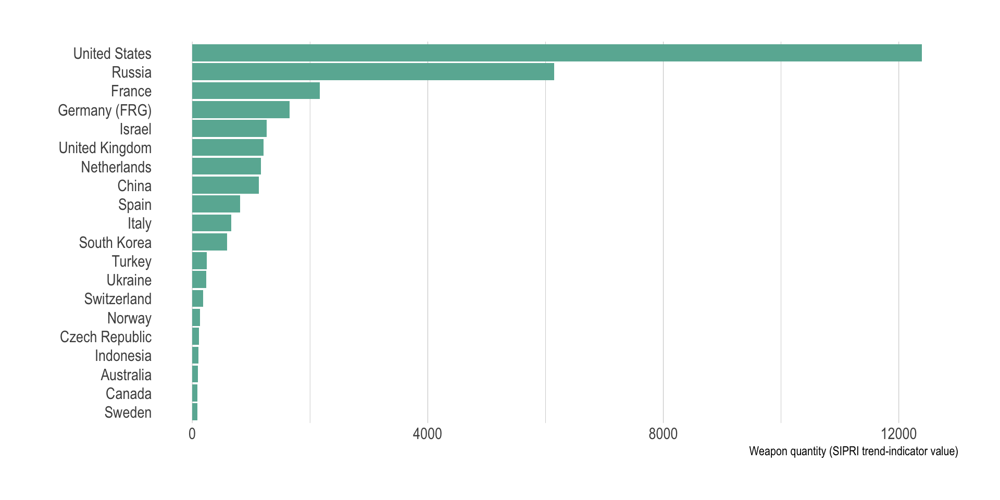 United States
Russia
France
Germany (FRG)
Israel
United Kingdom
Netherlands
China
Spain
Italy
South Korea
Turkey
Ukraine
Switzerland
Norway
Czech Republic
Indonesia
Australia
Canada
Sweden
0 4000 8000 12000
Weapon quantity (SIPRI trend-indicator value)